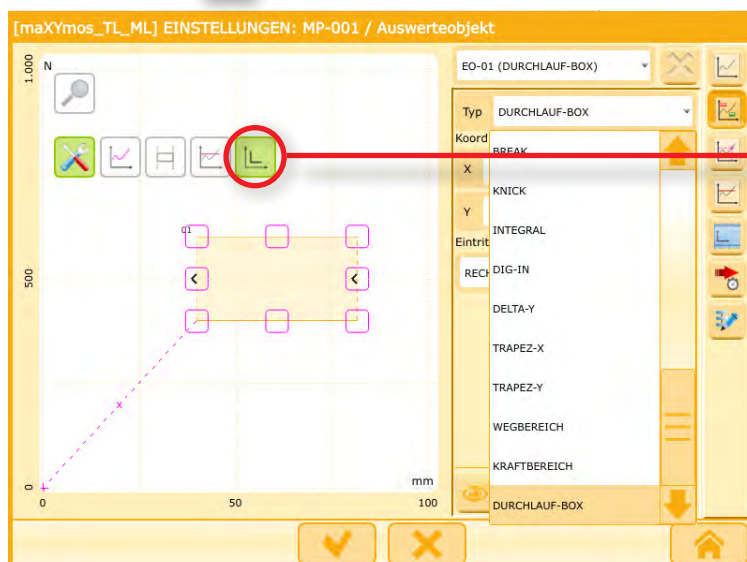 [maXYmos_TL_ML] EINSTELLUNGEN: MP-001 / Auswerteobjekt
1.000
N
EO-01 (DURCHLAUF-BOX)
Typ DURCHLAUF-BOX
Koord
BREAK
X
KNICK
Y
INTEGRAL
Eintrit
RECH
DIG-IN
DELTA-Y
TRAPEZ-X
TRAPEZ-Y
WEGBEREICH
KRAFTBEREICH
DURCHLAUF-BOX
01
500
x
0
mm
0 50 100